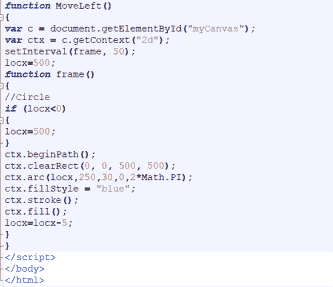 function MoveLeft()
{
var c = document.getElementById("myCanvas");
var ctx = c.getContext("2d");
setInterval(frame, 50);
locx=500;
function frame()
{
//Circle
if (locx<0)
{
locx=500;
}
ctx.beginPath();
ctx.clearRect(0, 0, 500, 500);
ctx.arc(locx,250,30,0,2*Math.PI);
ctx.fillStyle = "blue";
ctx.stroke();
ctx.fill();
locx=locx-5;
}
}
</script>
</body>
</html>